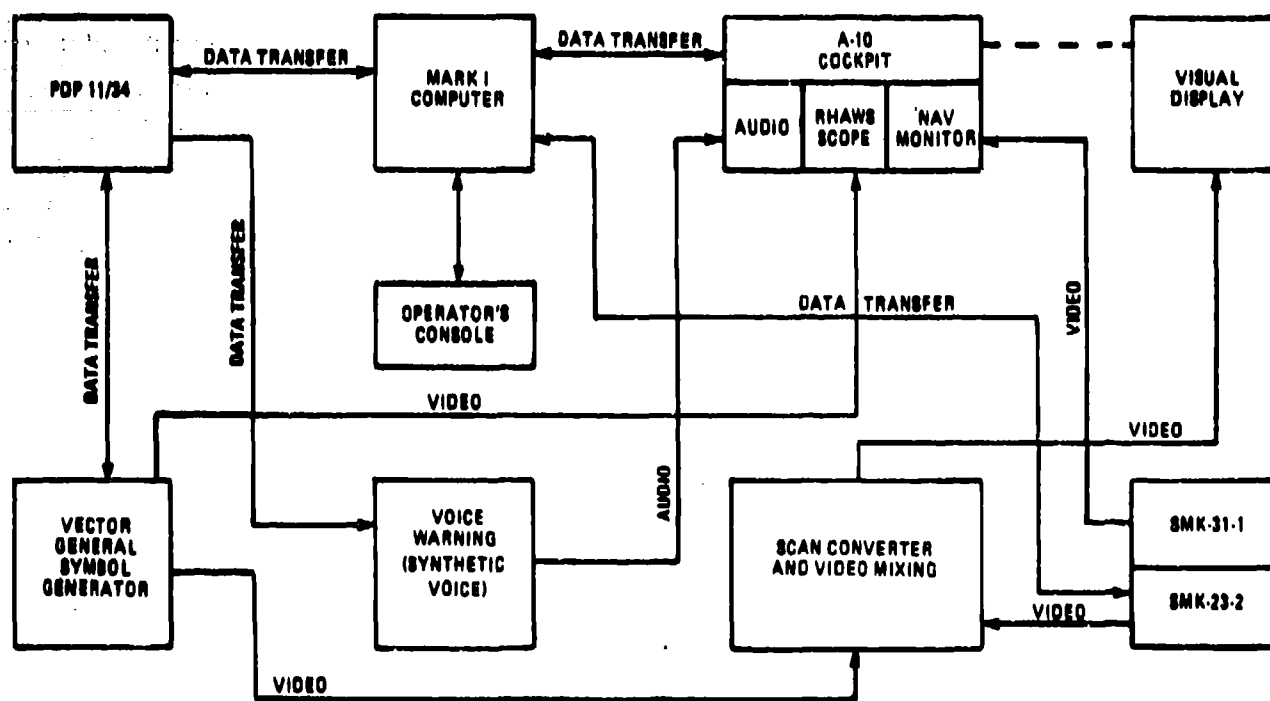 PDP 11/34
DATA TRANSFER
MARK I
COMPUTER
DATA TRANSFER
A-10
COCKPIT
AUDIO
RHAWS
SCOPE
NAV
MONITOR
VISUAL
DISPLAY
DATA TRANSFER
DATA TRANSFER
OPERATOR'S
CONSOLE
DATA TRANSFER
VIDEO
VIDEO
AUDIO
VIDEO
VECTOR
GENERAL
SYMBOL
GENERATOR
VOICE
WARNING
(SYNTHETIC
VOICE)
SCAN CONVERTER
AND VIDEO MIXING
SMK-31-1
SMK-23-2
VIDEO
VIDEO